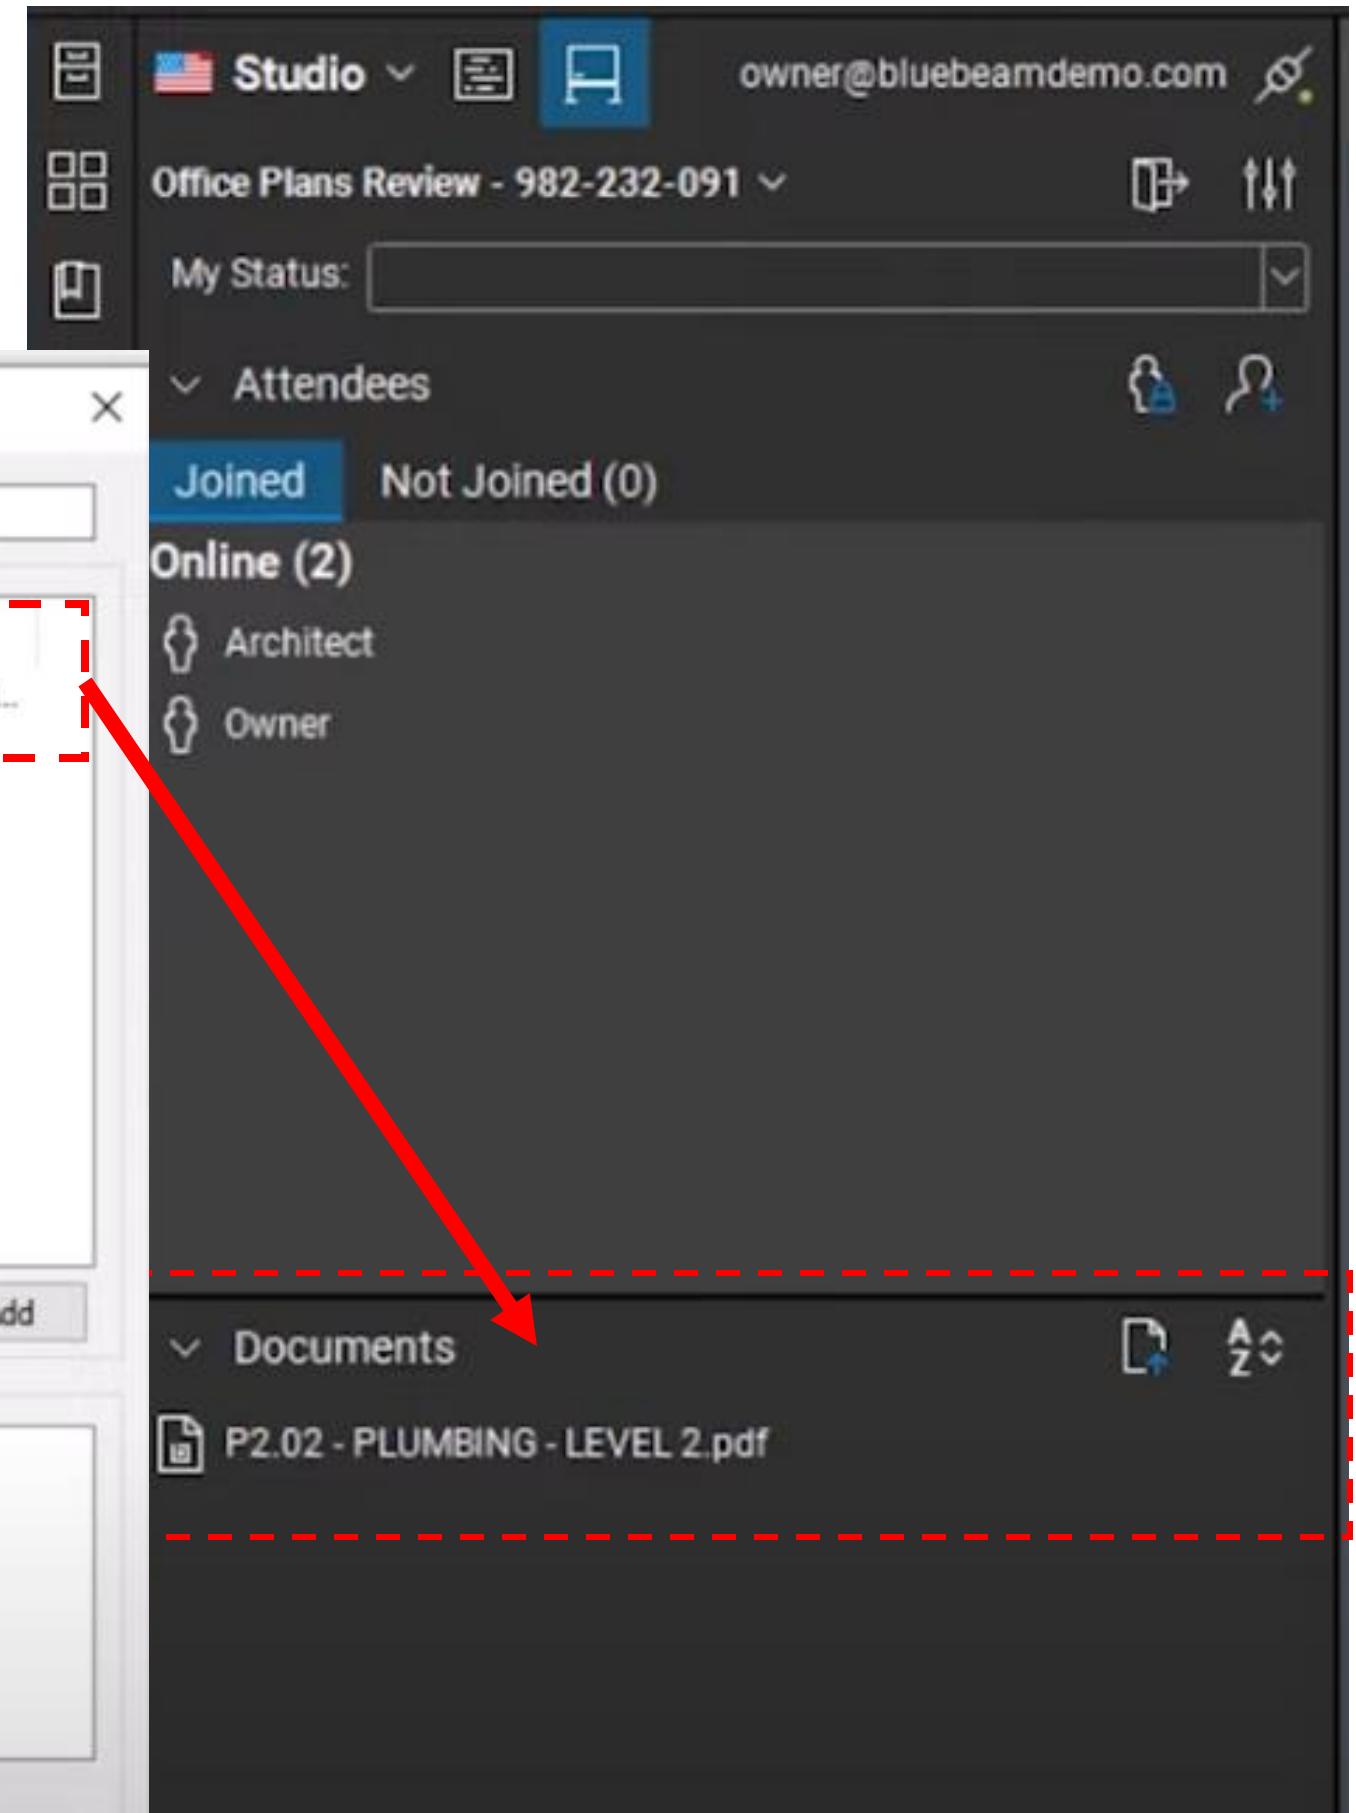 Studio
owner@bluebeamdemo.com
Office Plans Review - 982-232-091
My Status:
Attendees
Joined
Not Joined (0)
Online (2)
Architect
Owner
...
dd
Documents
A
Z
P2.02 - PLUMBING - LEVEL 2.pdf